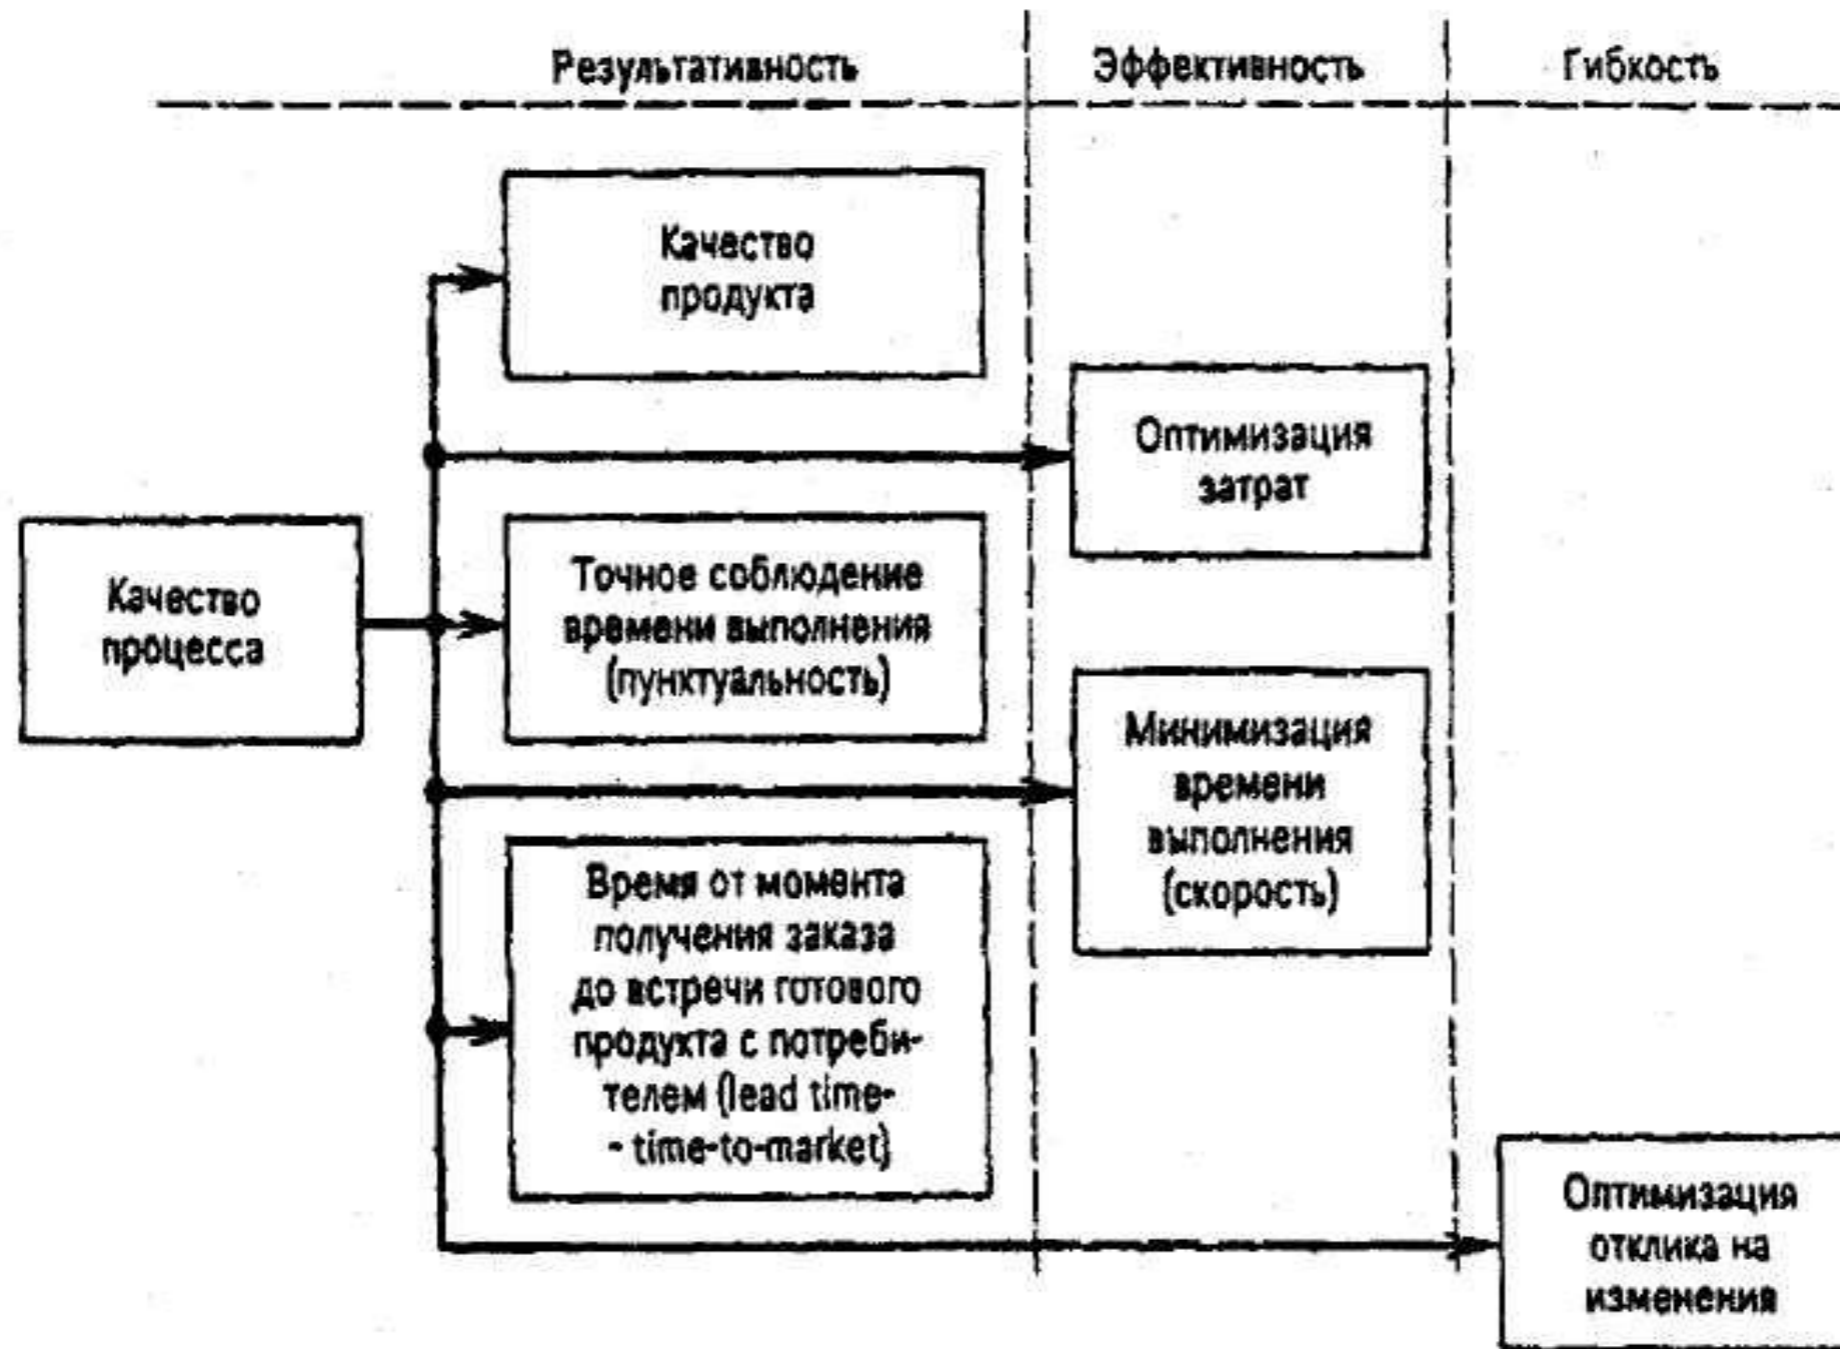 Результативность
Эффективность
Гибкость
Качество
продукта
Оптимизация
затрат
Качество
процесса
Точное соблюдение
времени выполнения
(пунктуальность)
Минимизация
времени
выполнения
(скорость)
Время от момента
получения заказа
до встречи готового
продукта с потреби-
телем (lead time-
- time-to-market)
Оптимизация
отклика на
изменения